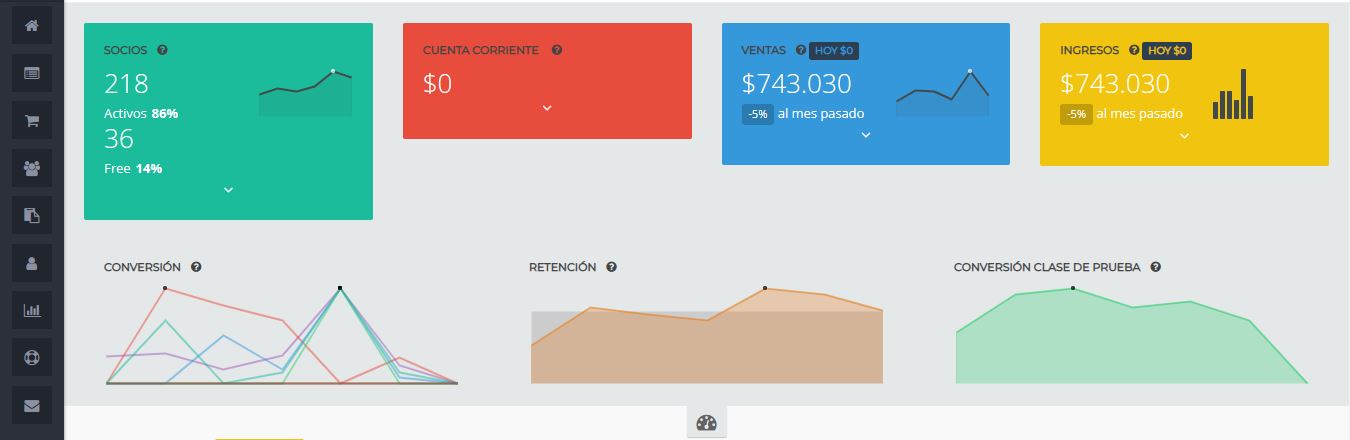 SOCIOS
218
Activos 86%
36
Free 14%
CUENTA CORRIENTE
$0
VENTAS HOY $0
$743.030
-5% al mes pasado
INGRESOS HOY $0
$743.030
-5% al mes pasado
CONVERSIÓN
RETENCIÓN
CONVERSIÓN CLASE DE PRUEBA